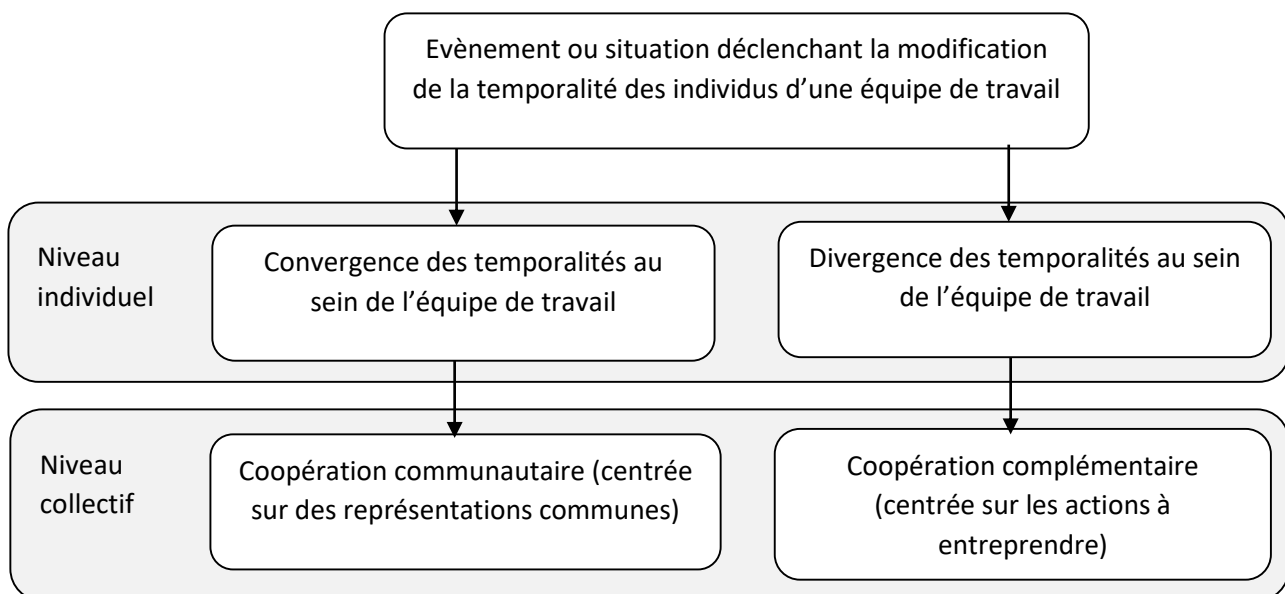 Evènement ou situation déclenchant la modification
de la temporalité des individus d’une équipe de travail
Niveau
individuel
Convergence des temporalités au
sein de l’équipe de travail
Divergence des temporalités au sein
de l’équipe de travail
Niveau
collectif
Coopération communautaire (centrée
sur des représentations communes)
Coopération complémentaire
(centrée sur les actions à
entreprendre)